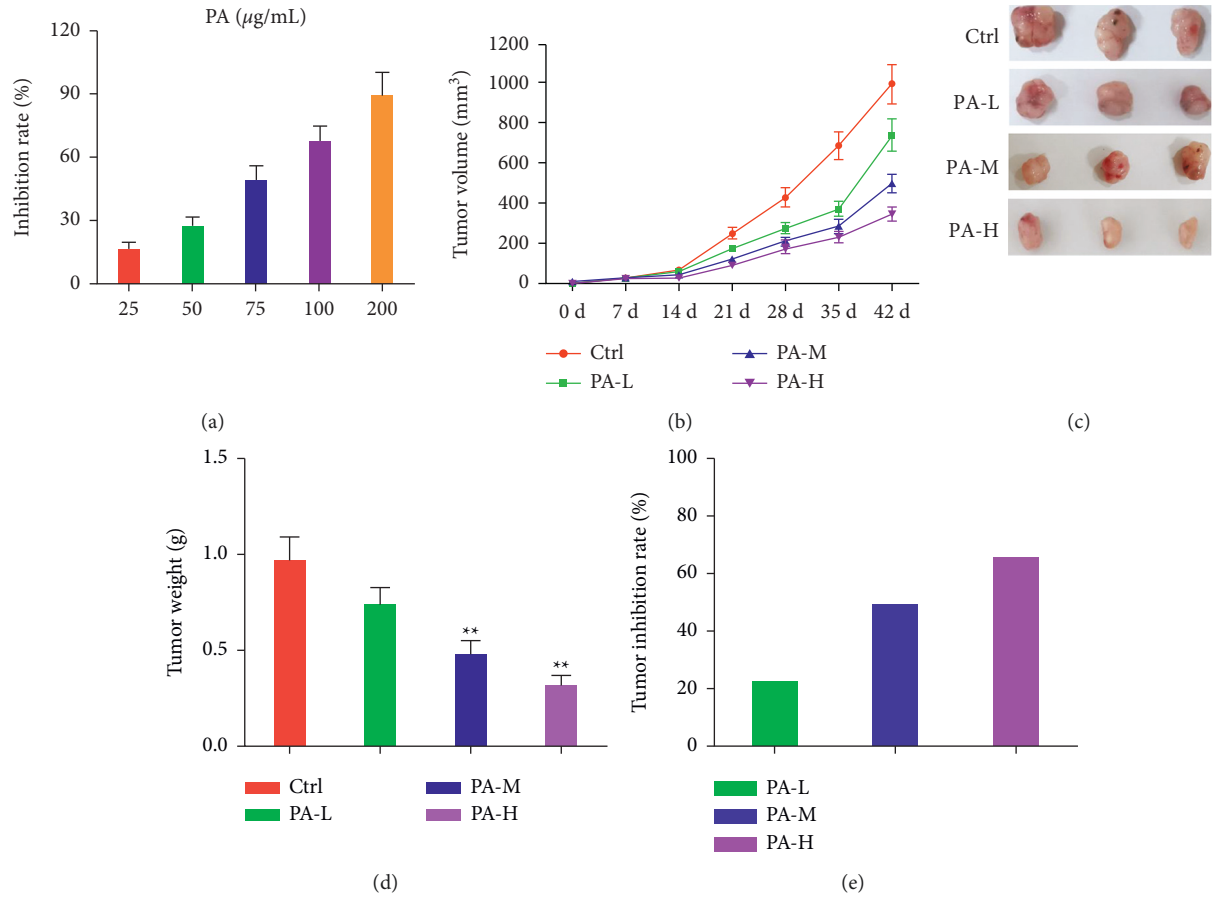 PA (μg/mL)
Inhibition rate (%)
120
90
60
30
0
25 50 75 100 200
(a)
Tumor volume (mm³)
1200
1000
800
600
400
200
0
0 d 7 d 14 d 21 d 28 d 35 d 42 d
Ctrl PA-M
PA-L PA-H
(b)
Ctrl
PA-L
PA-M
PA-H
(c)
Tumor weight (g)
1.5
1.0
0.5
0.0
** **
Ctrl PA-M
PA-L PA-H
(d)
Tumor inhibition rate (%)
100
80
60
40
20
0
PA-L
PA-M
PA-H
(e)